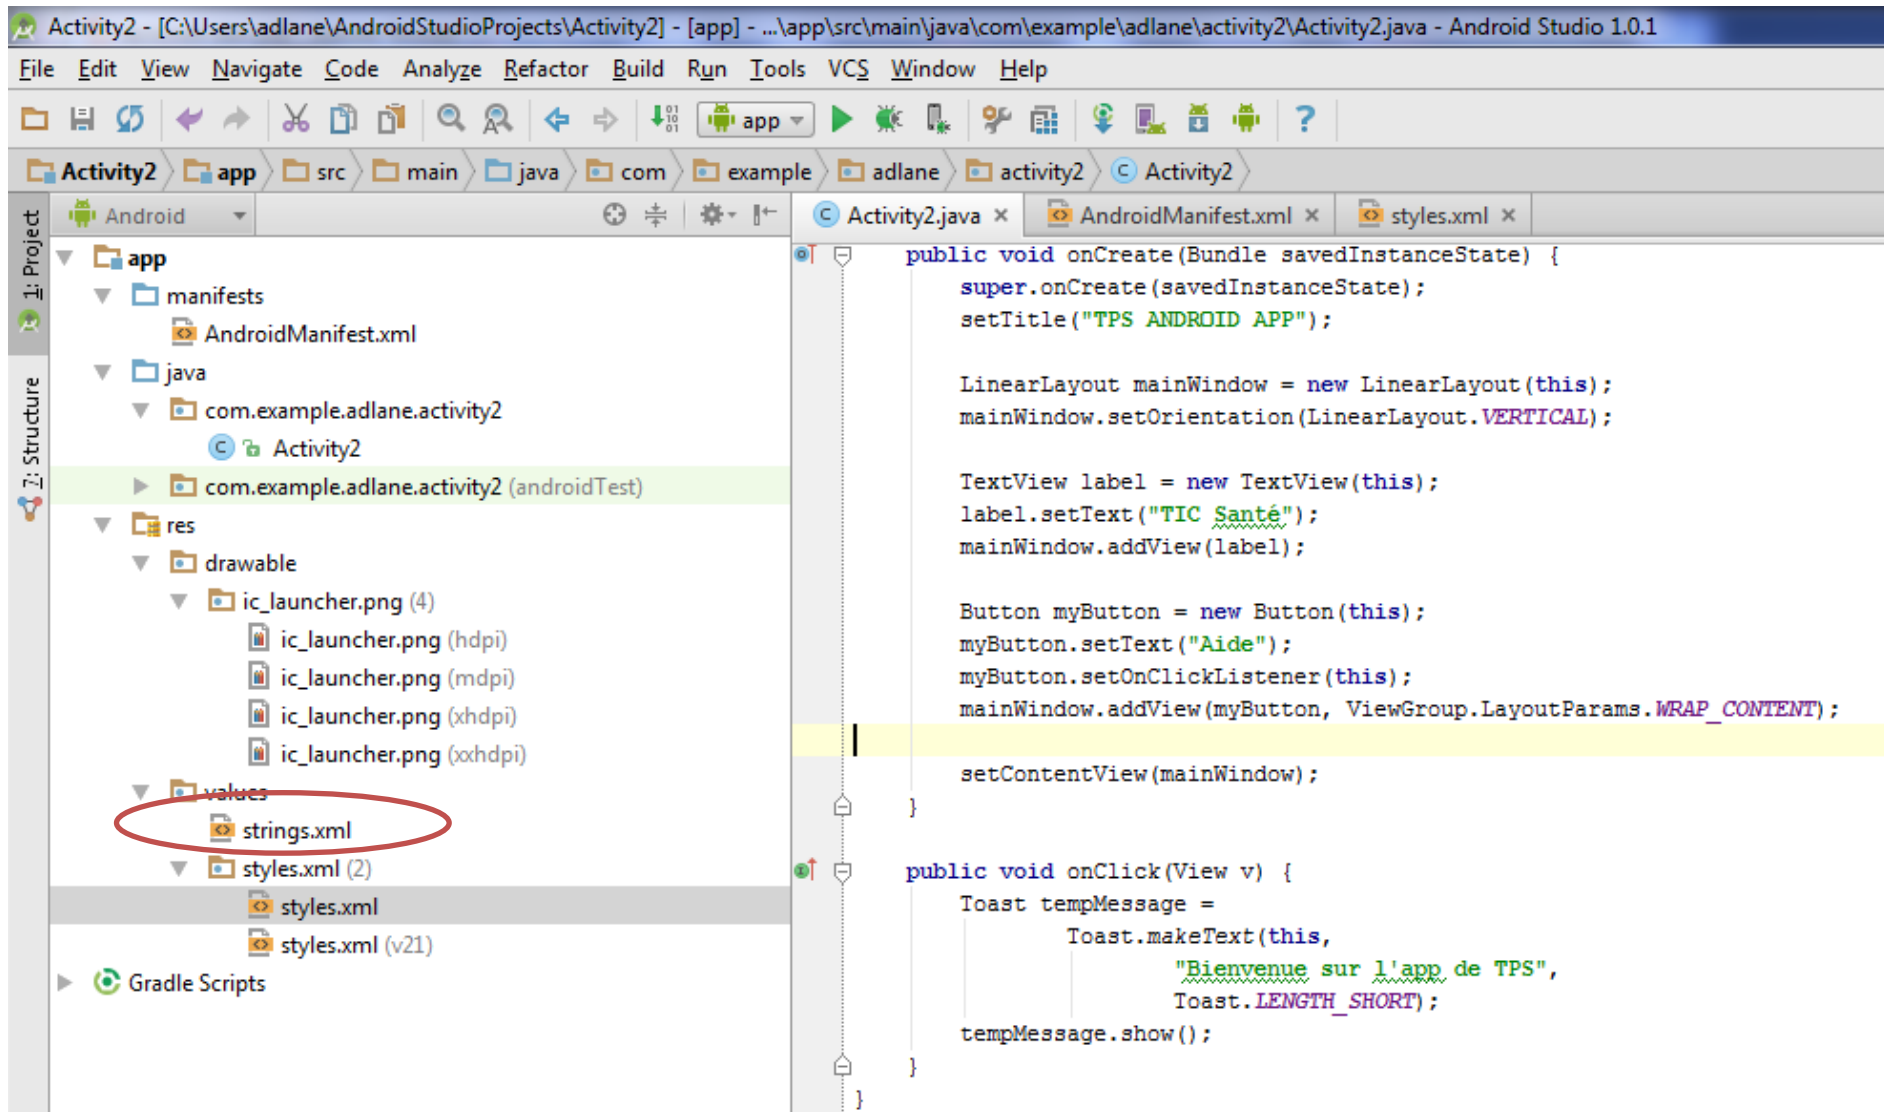 Activity2 - [C:\Users\adlane\AndroidStudioProjects\Activity2] - [app] - ...\app\src\main\java\com\example\adlane\activity2\Activity2.java - Android Studio 1.0.1
File Edit View Navigate Code Analyze Refactor Build Run Tools VCS Window Help
app
Activity2 app src main java com example adlane activity2 Activity2
1: Project
7: Structure
Android
app
manifests
AndroidManifest.xml
java
com.example.adlane.activity2
Activity2
com.example.adlane.activity2 (androidTest)
res
drawable
ic_launcher.png (4)
ic_launcher.png (hdpi)
ic_launcher.png (mdpi)
ic_launcher.png (xhdpi)
ic_launcher.png (xxhdpi)
values
strings.xml
styles.xml (2)
styles.xml
styles.xml (v21)
Gradle Scripts
Activity2.java AndroidManifest.xml styles.xml
public void onCreate(Bundle savedInstanceState) {
super.onCreate(savedInstanceState);
setTitle("TPS ANDROID APP");
LinearLayout mainWindow = new LinearLayout(this);
mainWindow.setOrientation(LinearLayout.VERTICAL);
TextView label = new TextView(this);
label.setText("TIC Santé");
mainWindow.addView(label);
Button myButton = new Button(this);
myButton.setText("Aide");
myButton.setOnClickListener(this);
mainWindow.addView(myButton, ViewGroup.LayoutParams.WRAP_CONTENT);
setContentView(mainWindow);
}
public void onClick(View v) {
Toast tempMessage =
Toast.makeText(this,
"Bienvenue sur l'app de TPS",
Toast.LENGTH_SHORT);
tempMessage.show();
}
}